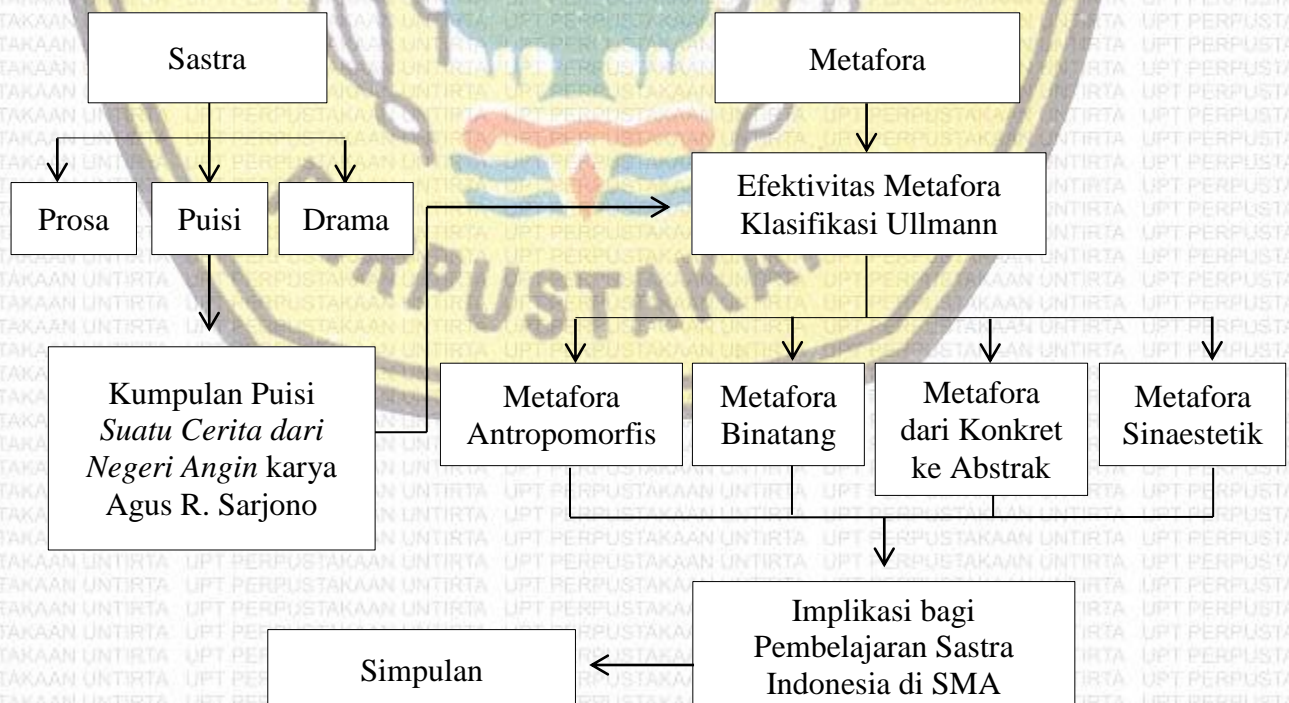 Sastra
Metafora
Prosa
Puisi
Drama
Efektivitas Metafora
Klasifikasi Ullmann
Kumpulan Puisi
Suatu Cerita dari
Negeri Angin karya
Agus R. Sarjono
Metafora
Antropomorfis
Metafora
Binatang
Metafora
dari Konkret
ke Abstrak
Metafora
Sinaestetik
Implikasi bagi
Pembelajaran Sastra
Indonesia di SMA
Simpulan